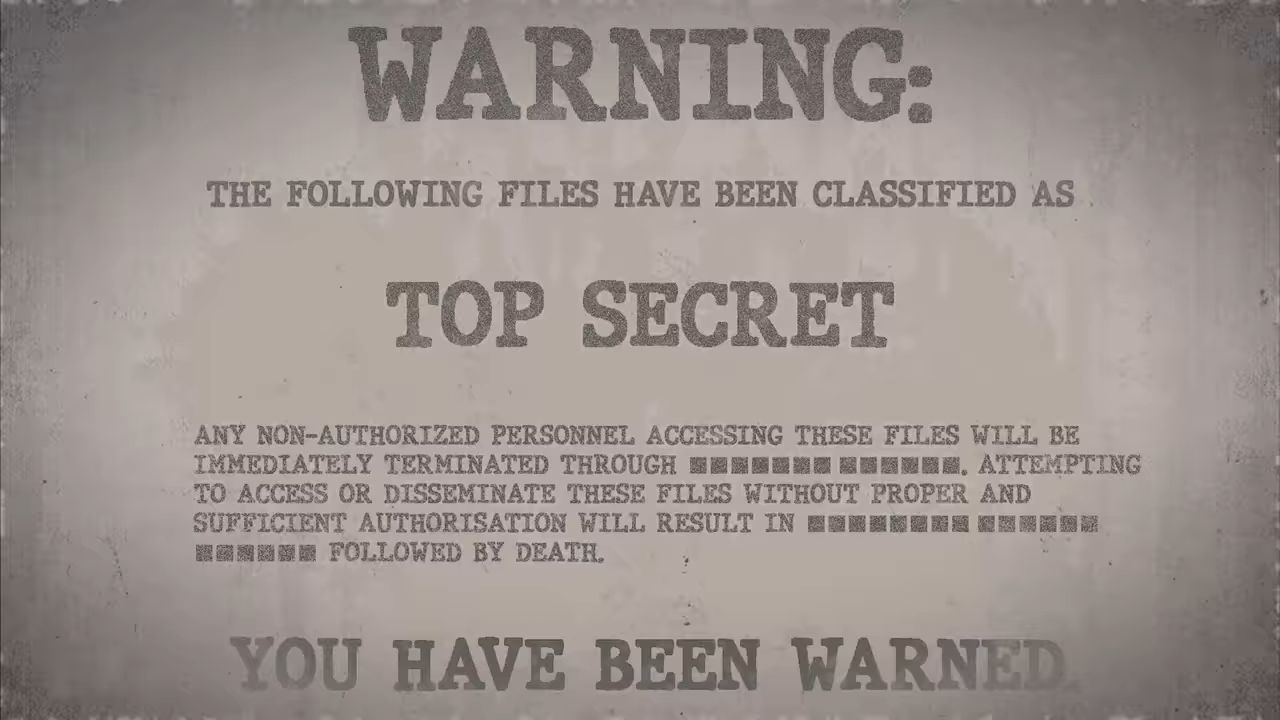 WARNING:
THE FOLLOWING FILES HAVE BEEN CLASSIFIED AS
TOP SECRET
ANY NON-AUTHORIZED PERSONNEL ACCESSING THESE FILES WILL BE
IMMEDIATELY TERMINATED THROUGH ■■■■■■■ ■■■■■■. ATTEMPTING
TO ACCESS OR DISSEMINATE THESE FILES WITHOUT PROPER AND
SUFFICIENT AUTHORISATION WILL RESULT IN ■■■■■■■■ ■■■■■■
■■■■■■ FOLLOWED BY DEATH.
YOU HAVE BEEN WARNED.